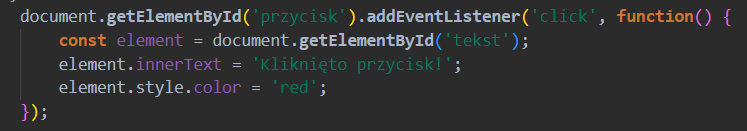 document.getElementById('przycisk').addEventListener('click', function() {
    const element = document.getElementById('tekst');
    element.innerText = 'Kliknięto przycisk!';
    element.style.color = 'red';
});